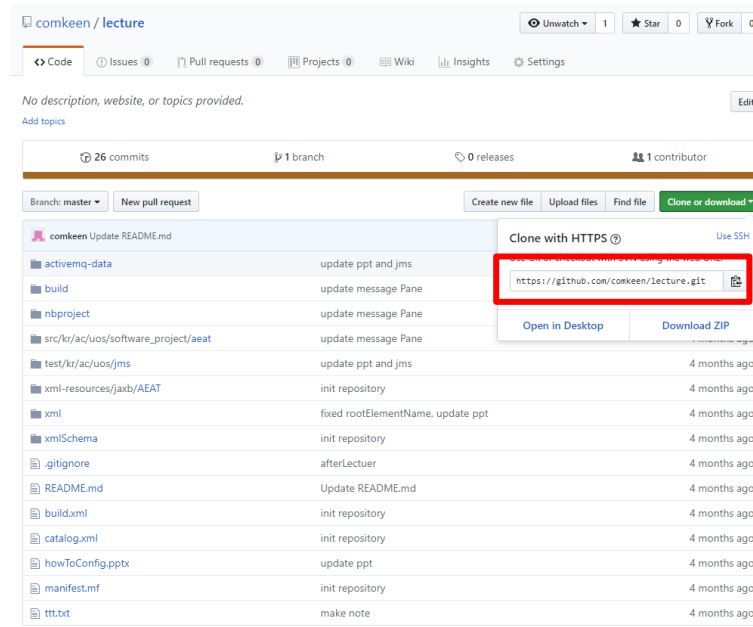 comkeen / lecture
Unwatch 1 Star 0 Fork 0
Code Issues 0 Pull requests 0 Projects 0 Wiki Insights Settings
No description, website, or topics provided.
Edit
Add topics
26 commits 1 branch 0 releases 1 contributor
Branch: master New pull request Create new file Upload files Find file Clone or download
comkeen Update README.md
Clone with HTTPS Use SSH
https://github.com/comkeen/lecture.git
Open in Desktop Download ZIP
activemq-data update ppt and jms
build update message Pane
nbproject update message Pane
src/kr/ac/uos/software_project/aeat update message Pane 4 months ago
test/kr/ac/uos/jms update ppt and jms 4 months ago
xml-resources/jaxb/AEAT init repository 4 months ago
xml fixed rootElementName, update ppt 4 months ago
xmlSchema init repository 4 months ago
.gitignore afterLectuer 4 months ago
README.md Update README.md 4 months ago
build.xml init repository 4 months ago
catalog.xml init repository 4 months ago
howToConfig.pptx update ppt 4 months ago
manifest.mf init repository 4 months ago
ttt.txt make note 4 months ago